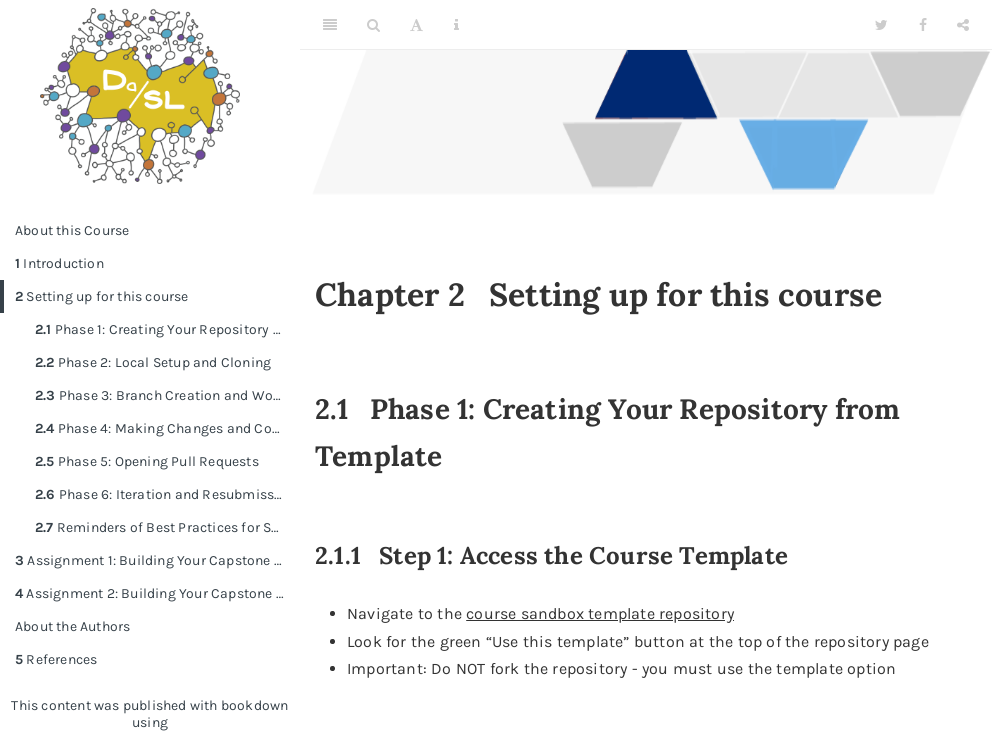 DaSL
About this Course
1 Introduction
2 Setting up for this course
2.1 Phase 1: Creating Your Repository ...
2.2 Phase 2: Local Setup and Cloning
2.3 Phase 3: Branch Creation and Wo...
2.4 Phase 4: Making Changes and Co...
2.5 Phase 5: Opening Pull Requests
2.6 Phase 6: Iteration and Resubmiss...
2.7 Reminders of Best Practices for S...
3 Assignment 1: Building Your Capstone ...
4 Assignment 2: Building Your Capstone ...
About the Authors
5 References
This content was published with bookdown
using
Chapter 2 Setting up for this course
2.1 Phase 1: Creating Your Repository from
Template
2.1.1 Step 1: Access the Course Template
• Navigate to the course sandbox template repository
• Look for the green “Use this template” button at the top of the repository page
• Important: Do NOT fork the repository - you must use the template option